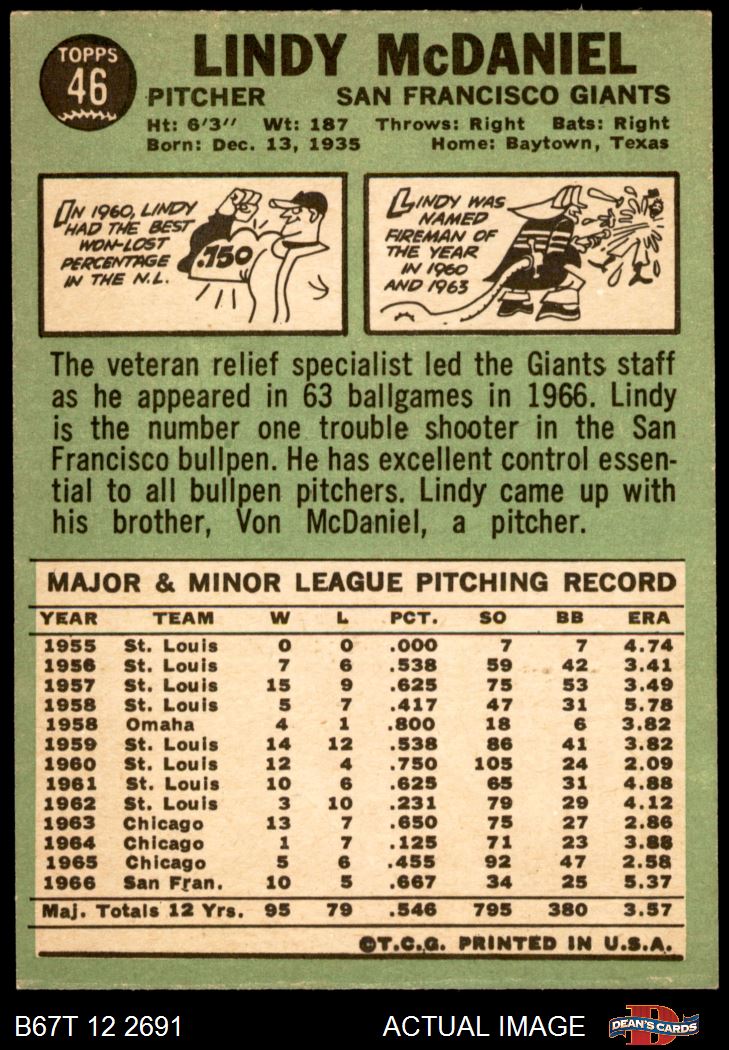 TOPPS
46
LINDY McDANIEL
PITCHER SAN FRANCISCO GIANTS
Ht: 6'3" Wt: 187 Throws: Right Bats: Right
Born: Dec. 13, 1935 Home: Baytown, Texas
IN 1960, LINDY
HAD THE BEST
WON-LOST
PERCENTAGE
IN THE N.L.
.750
LINDY WAS
NAMED
FIREMAN OF
THE YEAR
IN 1960
AND 1963
The veteran relief specialist led the Giants staff
as he appeared in 63 ballgames in 1966. Lindy
is the number one trouble shooter in the San
Francisco bullpen. He has excellent control essen-
tial to all bullpen pitchers. Lindy came up with
his brother, Von McDaniel, a pitcher.
MAJOR & MINOR LEAGUE PITCHING RECORD
YEAR TEAM W L PCT. SO BB ERA
1955 St. Louis 0 0 .000 7 7 4.74
1956 St. Louis 7 6 .538 59 42 3.41
1957 St. Louis 15 9 .625 75 53 3.49
1958 St. Louis 5 7 .417 47 31 5.78
1958 Omaha 4 1 .800 18 6 3.82
1959 St. Louis 14 12 .538 86 41 3.82
1960 St. Louis 12 4 .750 105 24 2.09
1961 St. Louis 10 6 .625 65 31 4.88
1962 St. Louis 3 10 .231 79 29 4.12
1963 Chicago 13 7 .650 75 27 2.86
1964 Chicago 1 7 .125 71 23 3.88
1965 Chicago 5 6 .455 92 47 2.58
1966 San Fran. 10 5 .667 34 25 5.37
Maj. Totals 12 Yrs. 95 79 .546 795 380 3.57
©T.C.G. PRINTED IN U.S.A.
B67T 12 2691 ACTUAL IMAGE
DEAN'S CARDS